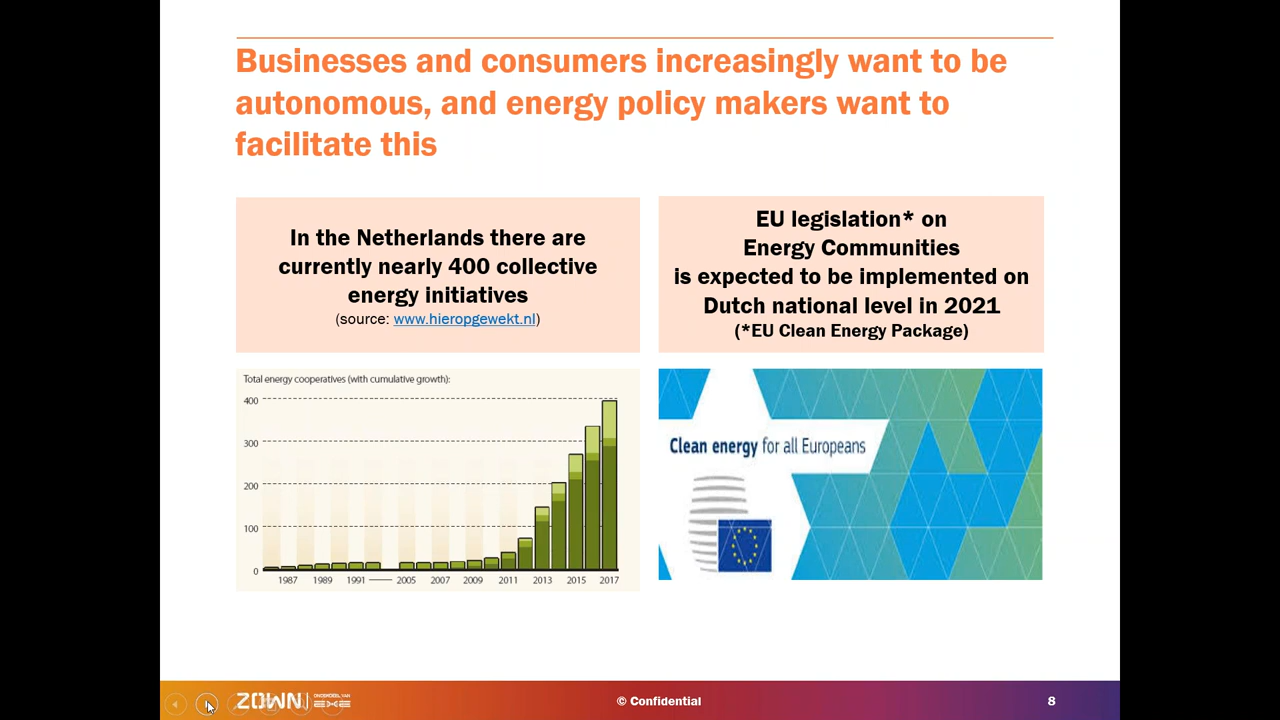 Businesses and consumers increasingly want to be
autonomous, and energy policy makers want to
facilitate this
In the Netherlands there are
currently nearly 400 collective
energy initiatives
(source: www.hieropgewekt.nl)
EU legislation* on
Energy Communities
is expected to be implemented on
Dutch national level in 2021
(*EU Clean Energy Package)
Total energy cooperatives (with cumulative growth):
400
300
200
100
0
1987 1989 1991 2005 2007 2009 2011 2013 2015 2017
Clean energy for all Europeans
© Confidential
8